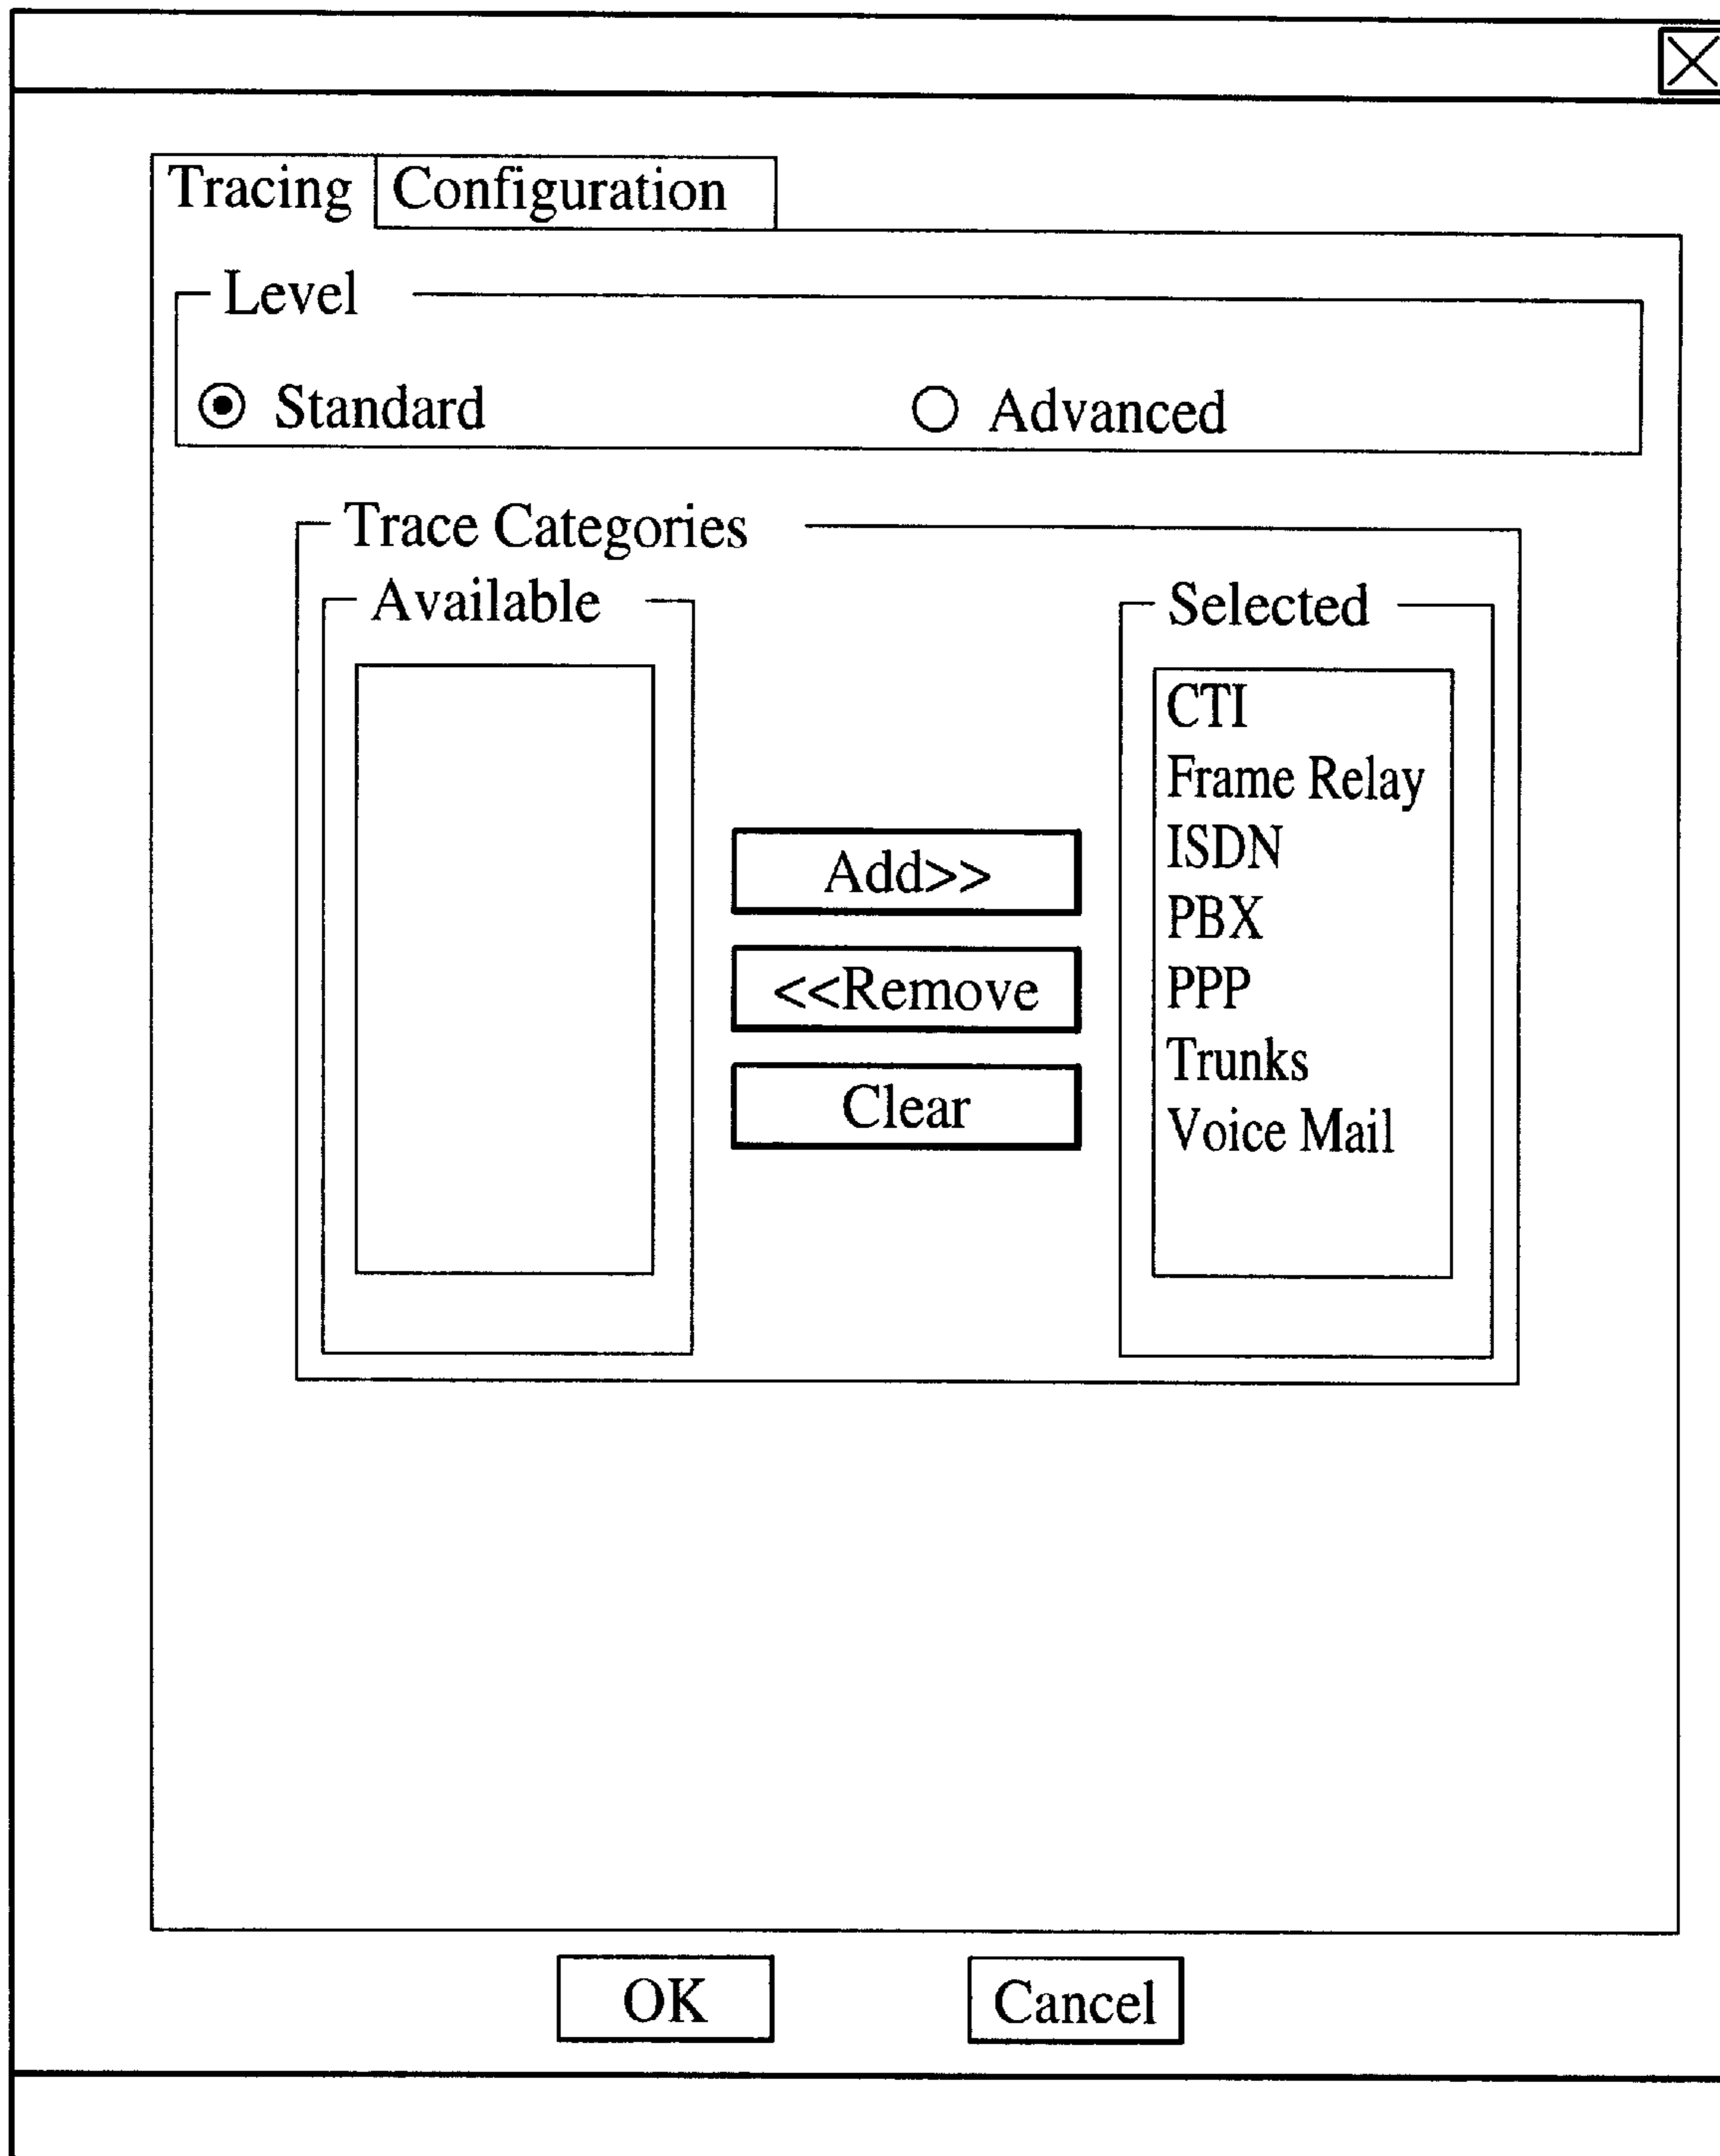 Tracing Configuration
Level
Standard Advanced
Trace Categories
Available
Selected
CTI
Frame Relay
ISDN
PBX
PPP
Trunks
Voice Mail
Add>>
<<Remove
Clear
OK Cancel